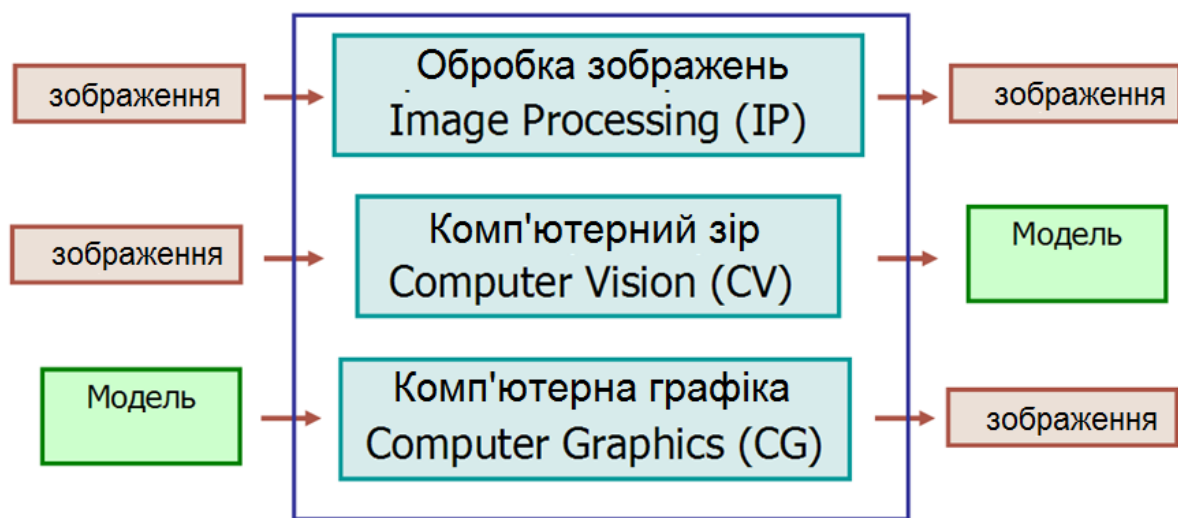 зображення
Обробка зображень
Image Processing (IP)
зображення
зображення
Комп'ютерний зір
Computer Vision (CV)
Модель
Модель
Комп'ютерна графіка
Computer Graphics (CG)
зображення